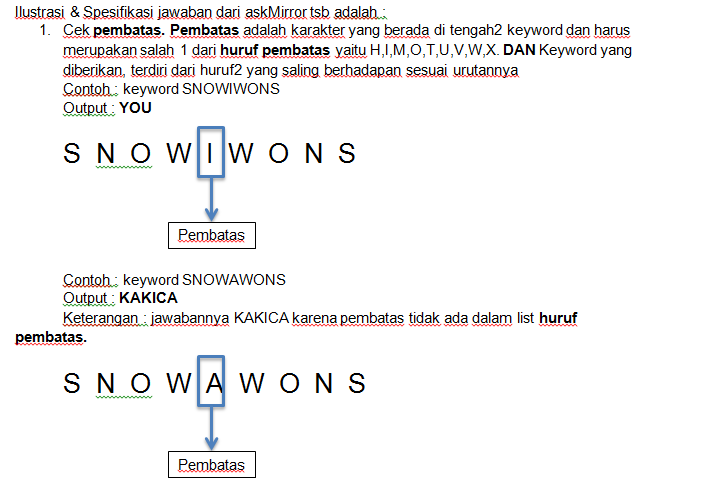 Ilustrasi & Spesifikasi jawaban dari askMirror tsb adalah :
1. Cek pembatas. Pembatas adalah karakter yang berada di tengah2 keyword dan harus
merupakan salah 1 dari huruf pembatas yaitu H,I,M,O,T,U,V,W,X. DAN Keyword yang
diberikan, terdiri dari huruf2 yang saling berhadapan sesuai urutannya
Contoh : keyword SNOWIWONS
Output : YOU
S N O W I W O N S
Pembatas
Contoh : keyword SNOWAWONS
Output : KAKICA
Keterangan : jawabannya KAKICA karena pembatas tidak ada dalam list huruf
pembatas.
S N O W A W O N S
Pembatas